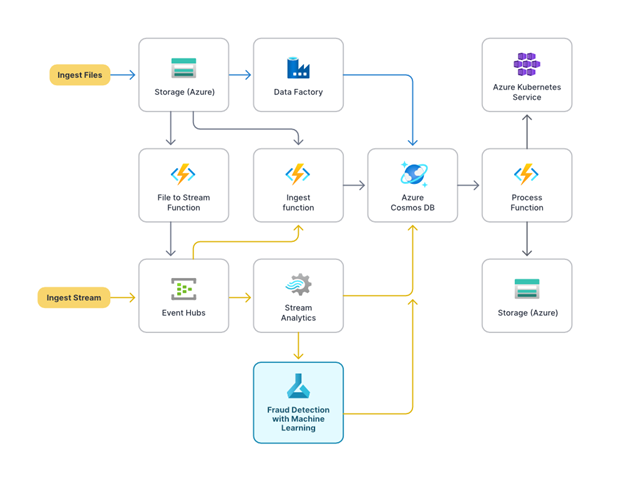 Ingest Files
Storage (Azure)
Data Factory
Azure Kubernetes
Service
File to Stream
Function
Ingest
function
Azure
Cosmos DB
Process
Function
Ingest Stream
Event Hubs
Stream
Analytics
Storage (Azure)
Fraud Detection
with Machine
Learning